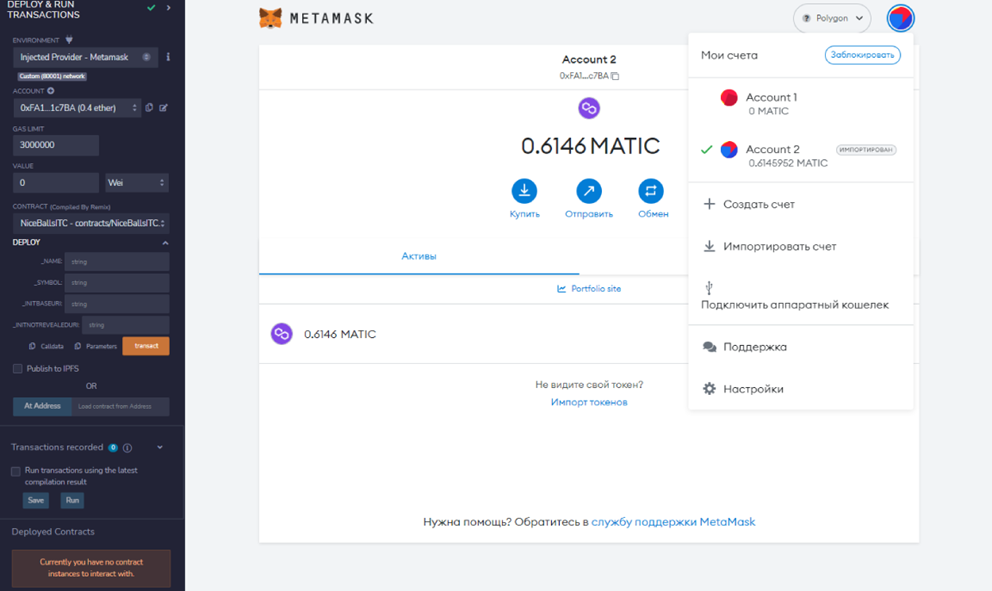 DEPLOY & RUN
TRANSACTIONS
ENVIRONMENT
Injected Provider - Metamask
Custom (80001) network
ACCOUNT
0xFA1...1c7BA (0.4 ether)
GAS LIMIT
3000000
VALUE
0
Wei
CONTRACT (Compiled By Remix)
NiceBallsITC - contracts/NiceBallsITC.
DEPLOY
_NAME: string
_SYMBOL: string
_INITBASEURI: string
_INITNOTREVEALEDURI: string
Calldata Parameters transact
Publish to IPFS
OR
At Address Load contract from Address
Transactions recorded 0
Run transactions using the latest
compilation result
Save Run
Deployed Contracts
Currently you have no contract
instances to interact with.
METAMASK
Polygon
Account 2
0xFA1...c7BA
0.6146 MATIC
Купить Отправить Обмен
Активы
Portfolio site
0.6146 MATIC
Не видите свой токен?
Импорт токенов
Нужна помощь? Обратитесь в службу поддержки MetaMask
Мои счета Заблокировать
Account 1
0 MATIC
Account 2 ИМПОРТИРОВАН
0.6145952 MATIC
Создать счет
Импортировать счет
Подключить аппаратный кошелек
Поддержка
Настройки